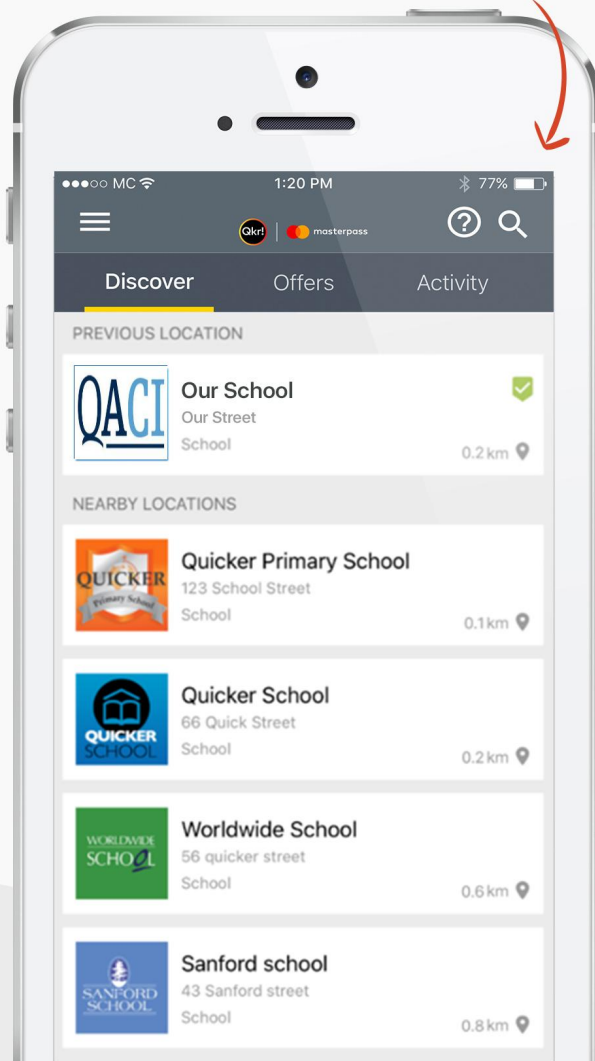 MC
1:20 PM
77%
Qkr!
masterpass
Discover
Offers
Activity
PREVIOUS LOCATION
QACI
Our School
Our Street
School
0.2 km
NEARBY LOCATIONS
QUICKER
Primary School
Quicker Primary School
123 School Street
School
0.1 km
QUICKER
SCHOOL
Quicker School
66 Quick Street
School
0.2 km
WORLDWIDE
SCHOOL
Worldwide School
56 quicker street
School
0.6 km
SANFORD
SCHOOL
Sanford school
43 Sanford street
School
0.8 km